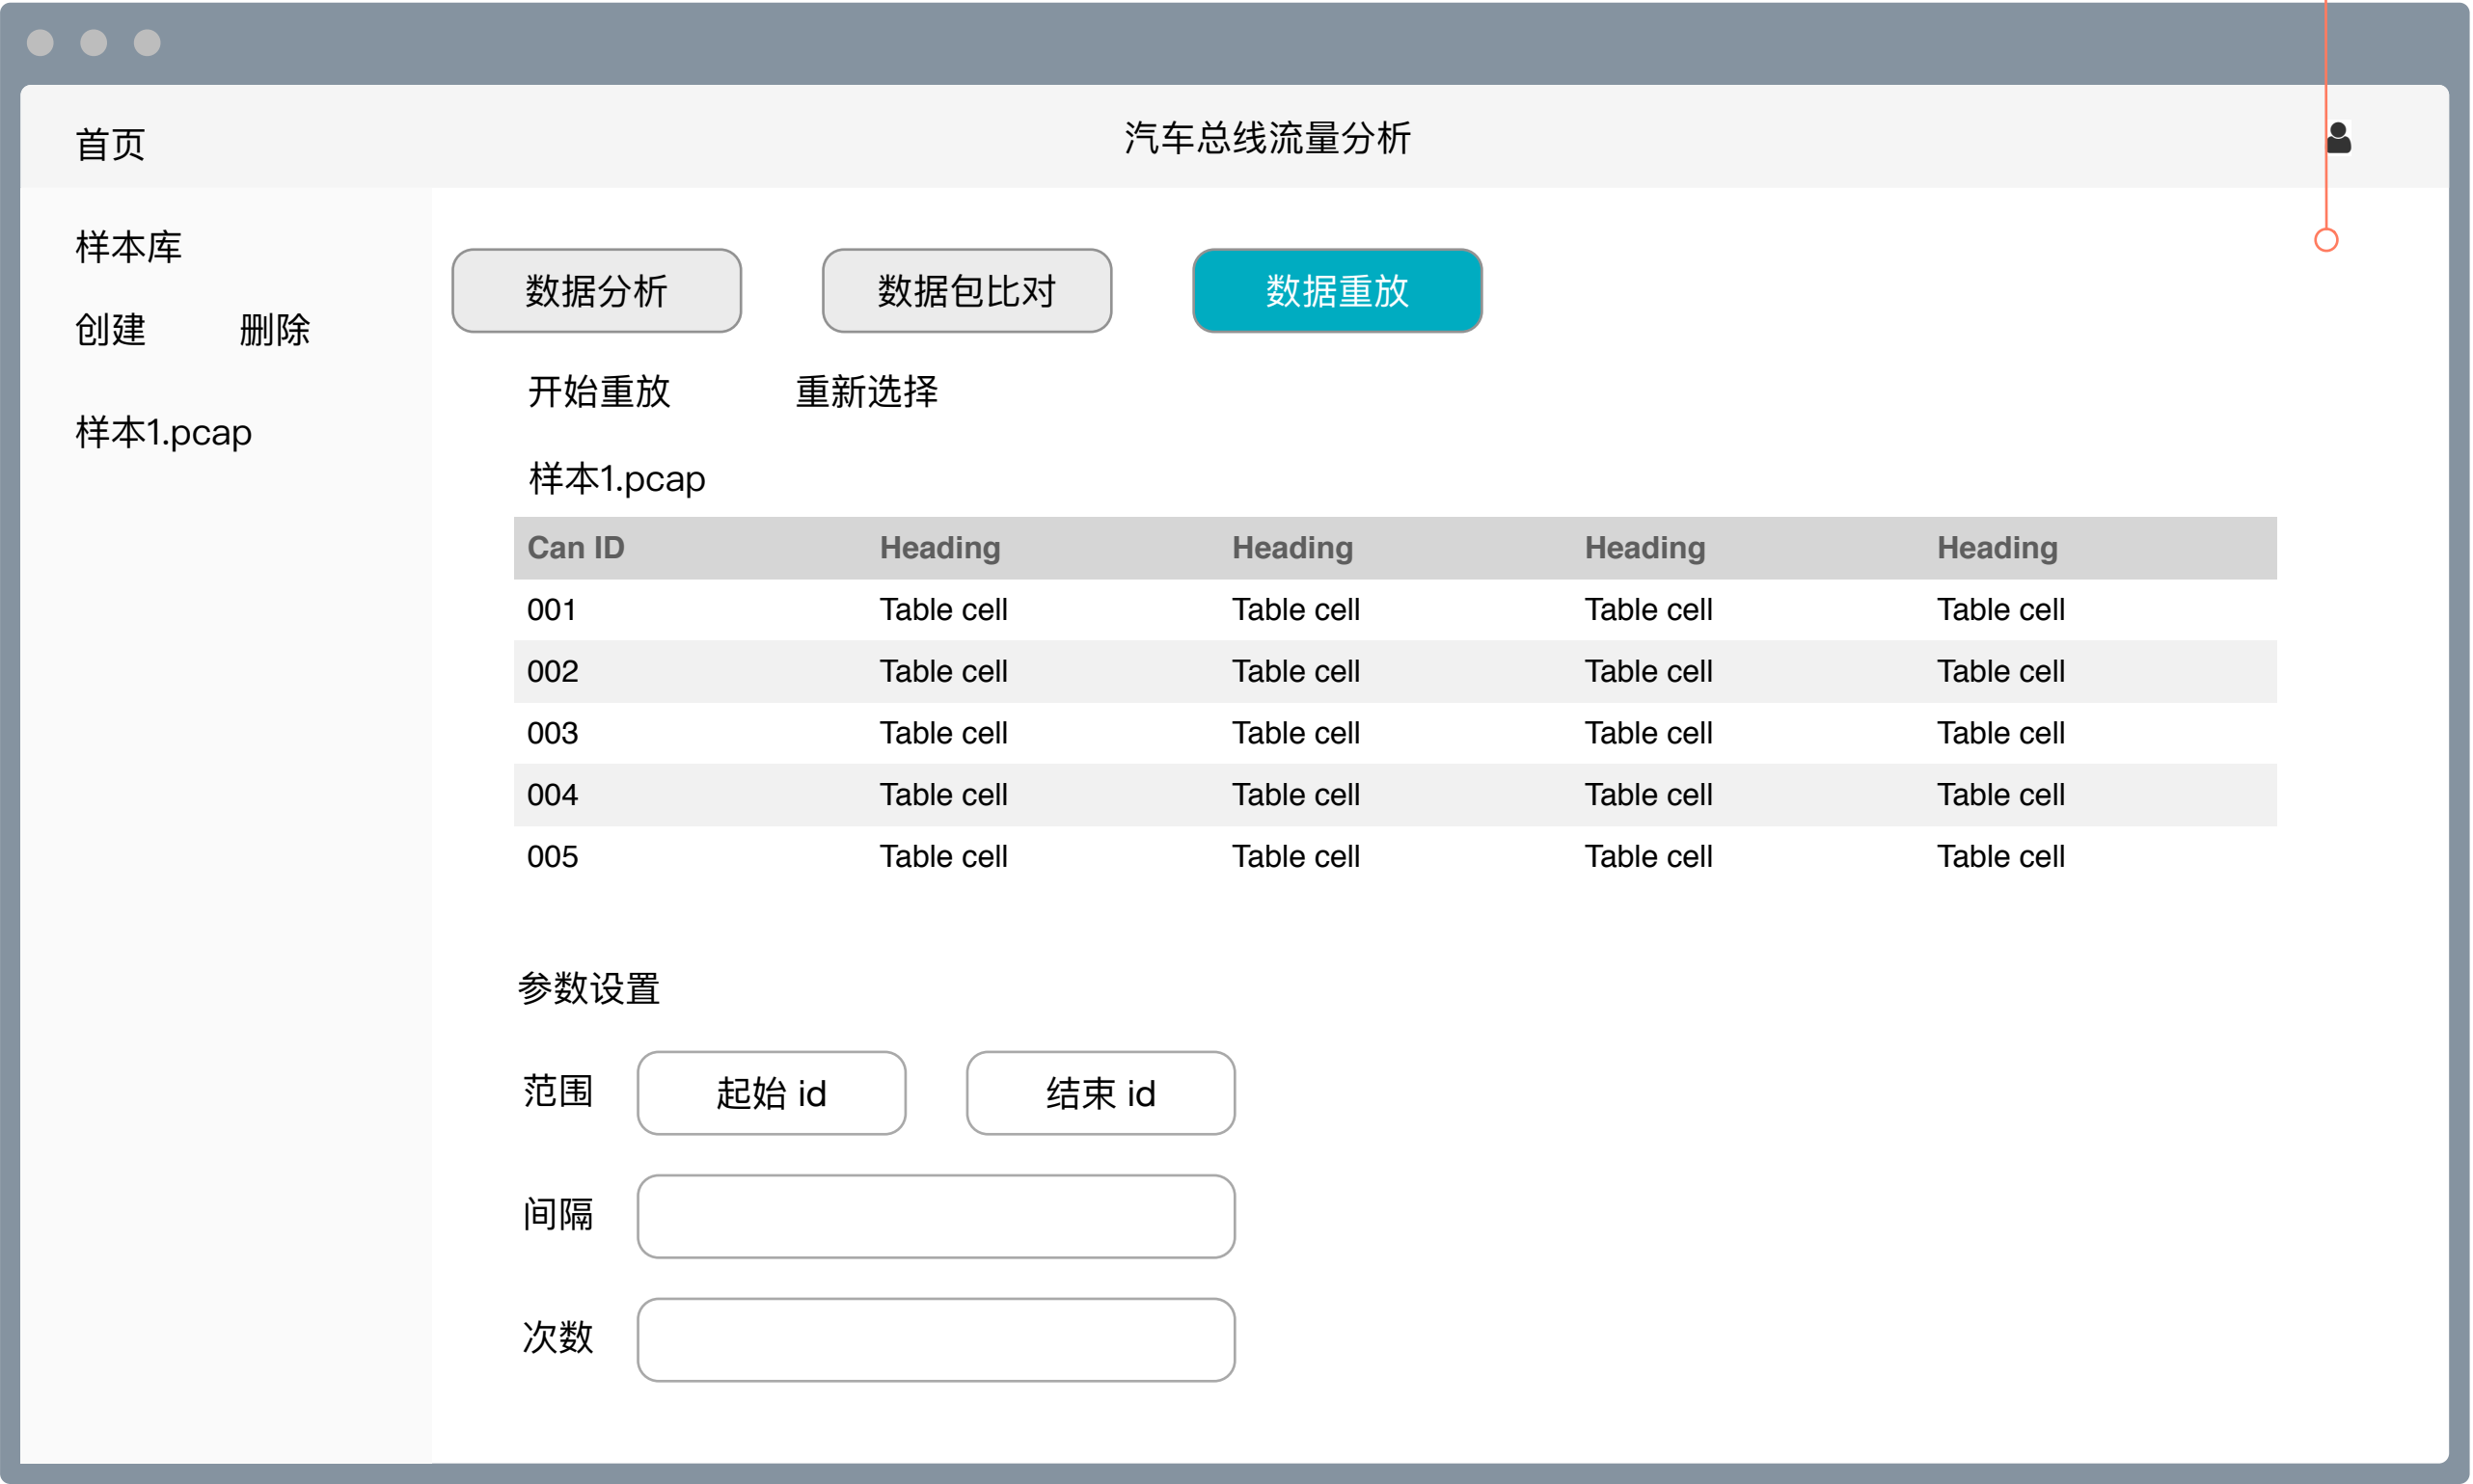 首页 汽车总线流量分析
样本库
创建 删除
样本1.pcap
数据分析 数据包比对 数据重放
开始重放 重新选择
样本1.pcap
Can ID Heading Heading Heading Heading
001 Table cell Table cell Table cell Table cell
002 Table cell Table cell Table cell Table cell
003 Table cell Table cell Table cell Table cell
004 Table cell Table cell Table cell Table cell
005 Table cell Table cell Table cell Table cell
参数设置
范围 起始 id 结束 id
间隔
次数